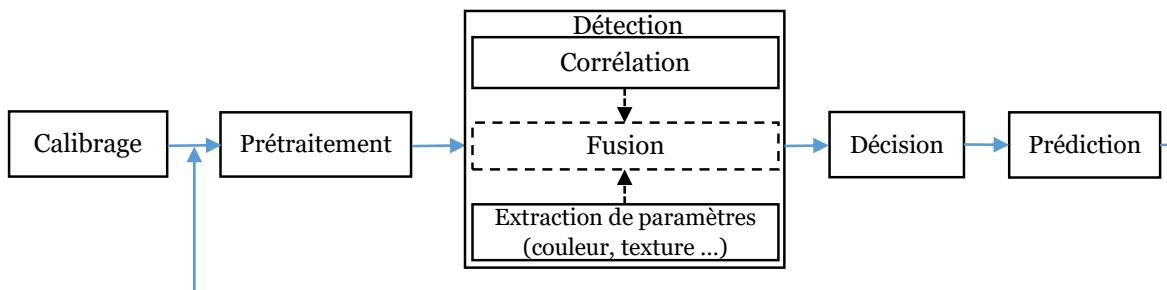 Détection
Corrélation
Calibrage
Prétraitement
Fusion
Décision
Prédiction
Extraction de paramètres
(couleur, texture ...)